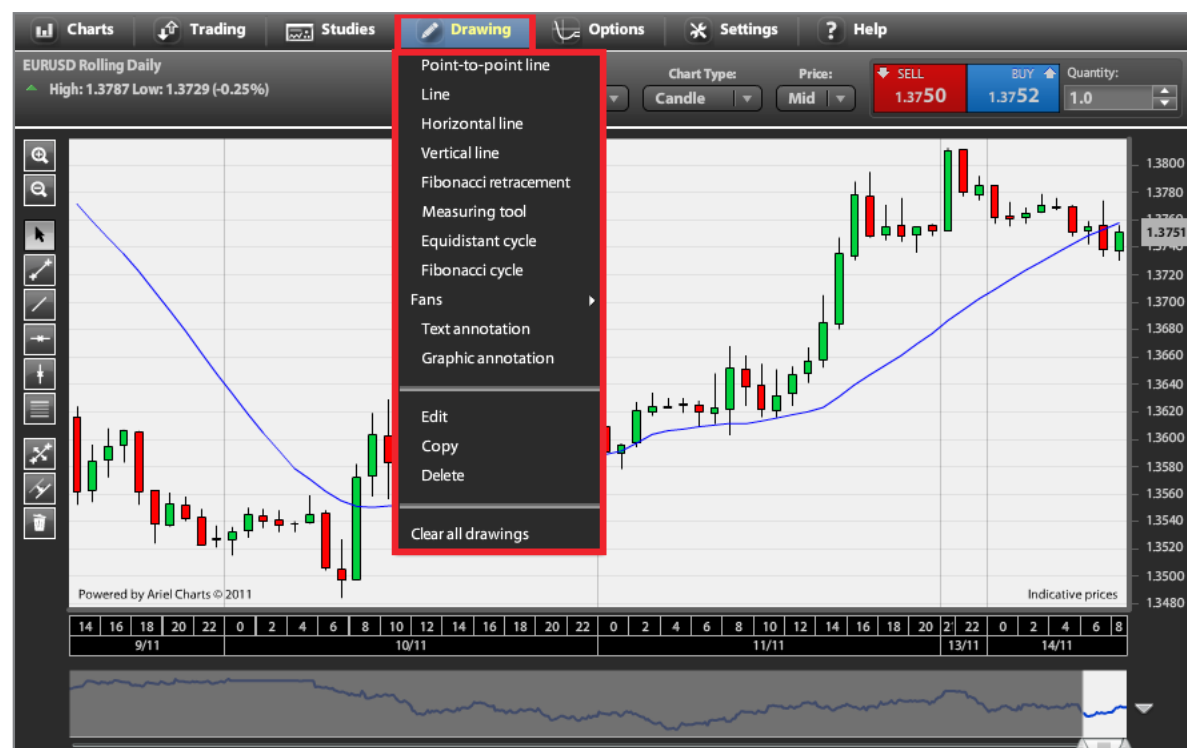 Charts Trading Studies Drawing Options Settings ? Help
EURUSD Rolling Daily
High: 1.3787 Low: 1.3729 (-0.25%)
Chart Type: Price:
Candle Mid
SELL
1.3750
BUY
1.3752
Quantity:
1.0
Point-to-point line
Line
Horizontal line
Vertical line
Fibonacci retracement
Measuring tool
Equidistant cycle
Fibonacci cycle
Fans
Text annotation
Graphic annotation
Edit
Copy
Delete
Clear all drawings
1.3800
1.3780
1.3760
1.3751
1.3740
1.3720
1.3700
1.3680
1.3660
1.3640
1.3620
1.3600
1.3580
1.3560
1.3540
1.3520
1.3500
1.3480
Powered by Ariel Charts © 2011
Indicative prices
14 16 18 20 22 0 2 4 6 8 10 12 14 16 18 20 22 0 2 4 6 8 10 12 14 16 18 20 22 0 2 4 6 8
9/11 10/11 11/11 13/11 14/11